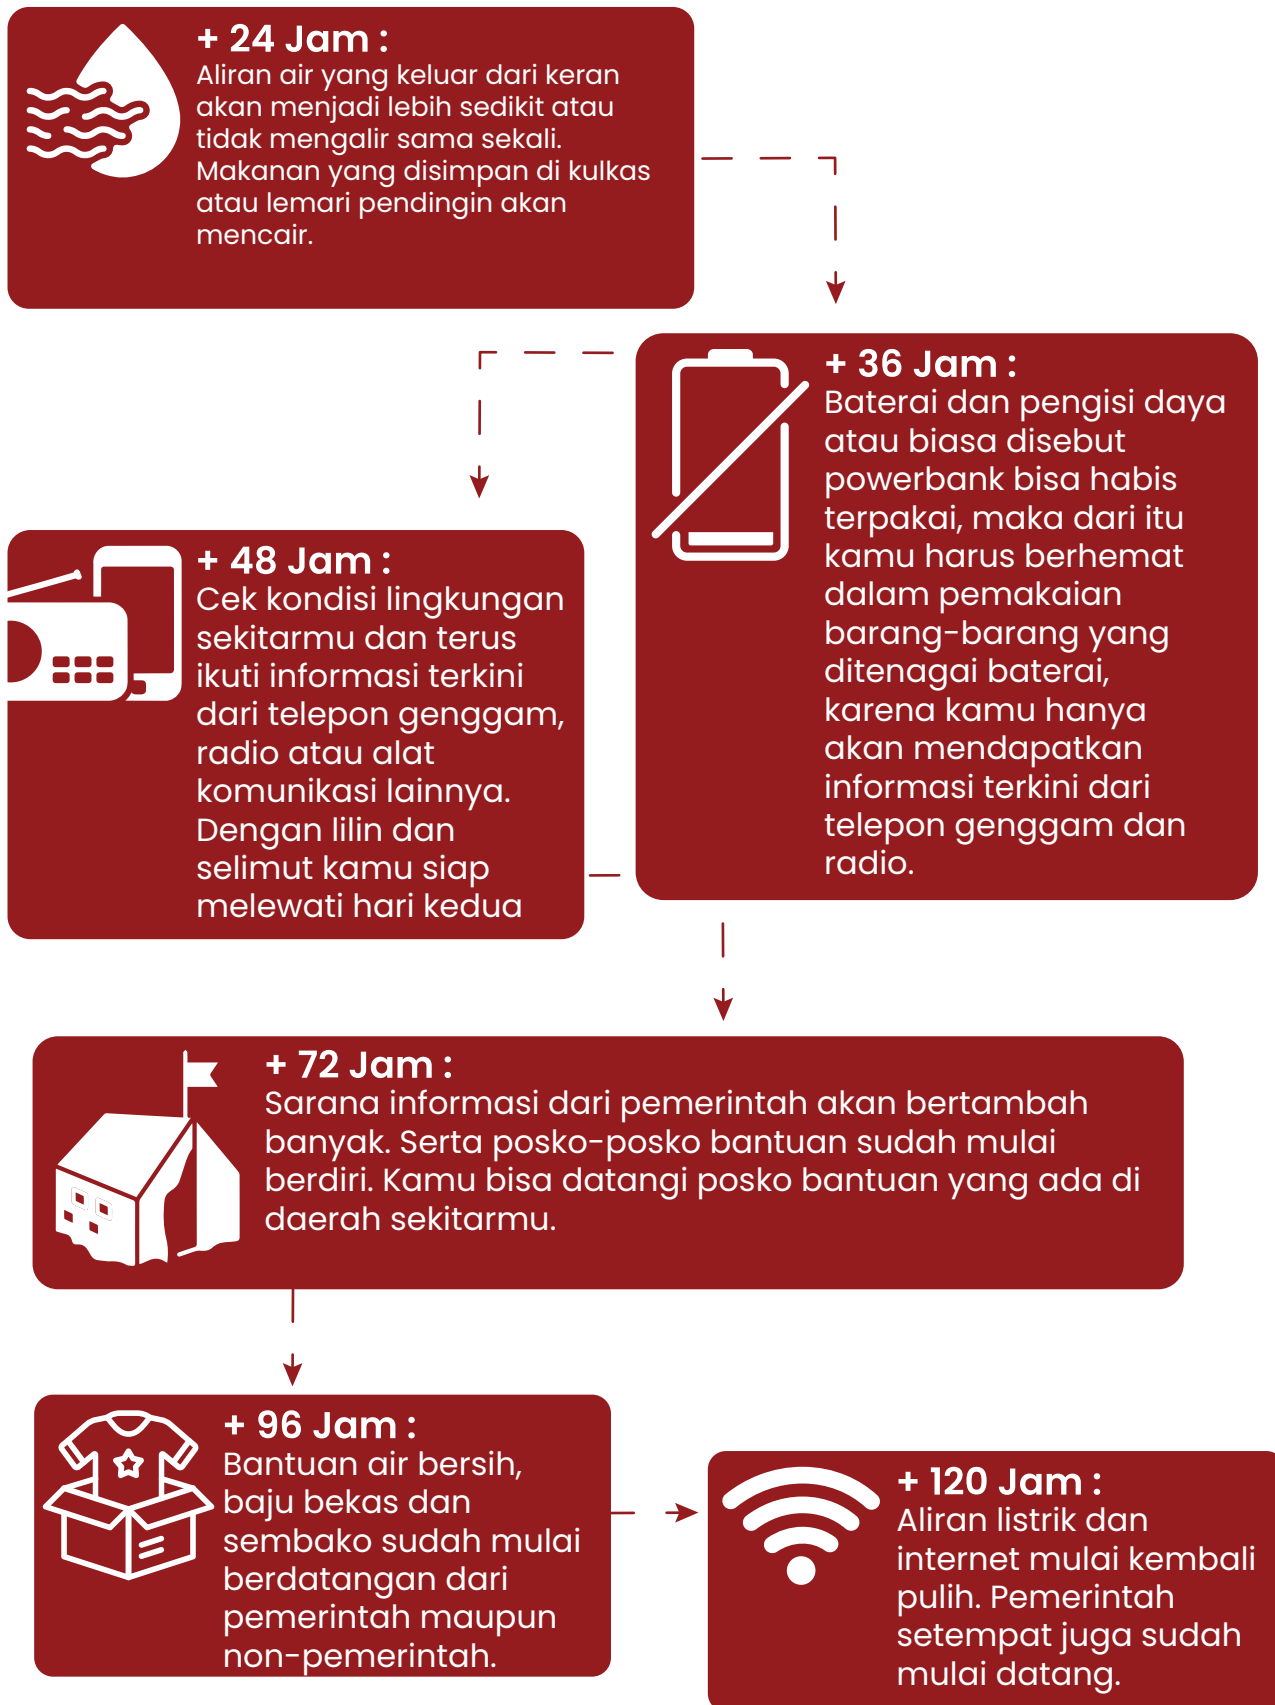 + 24 Jam :
Aliran air yang keluar dari keran
akan menjadi lebih sedikit atau
tidak mengalir sama sekali.
Makanan yang disimpan di kulkas
atau lemari pendingin akan
mencair.
+ 36 Jam :
Baterai dan pengisi daya
atau biasa disebut
powerbank bisa habis
terpakai, maka dari itu
kamu harus berhemat
dalam pemakaian
barang-barang yang
ditenagai baterai,
karena kamu hanya
akan mendapatkan
informasi terkini dari
telepon genggam dan
radio.
+ 48 Jam :
Cek kondisi lingkungan
sekitarmu dan terus
ikuti informasi terkini
dari telepon genggam,
radio atau alat
komunikasi lainnya.
Dengan lilin dan
selimut kamu siap
melewati hari kedua
+ 72 Jam :
Sarana informasi dari pemerintah akan bertambah
banyak. Serta posko-posko bantuan sudah mulai
berdiri. Kamu bisa datangi posko bantuan yang ada di
daerah sekitarmu.
+ 96 Jam :
Bantuan air bersih,
baju bekas dan
sembako sudah mulai
berdatangan dari
pemerintah maupun
non-pemerintah.
+ 120 Jam :
Aliran listrik dan
internet mulai kembali
pulih. Pemerintah
setempat juga sudah
mulai datang.